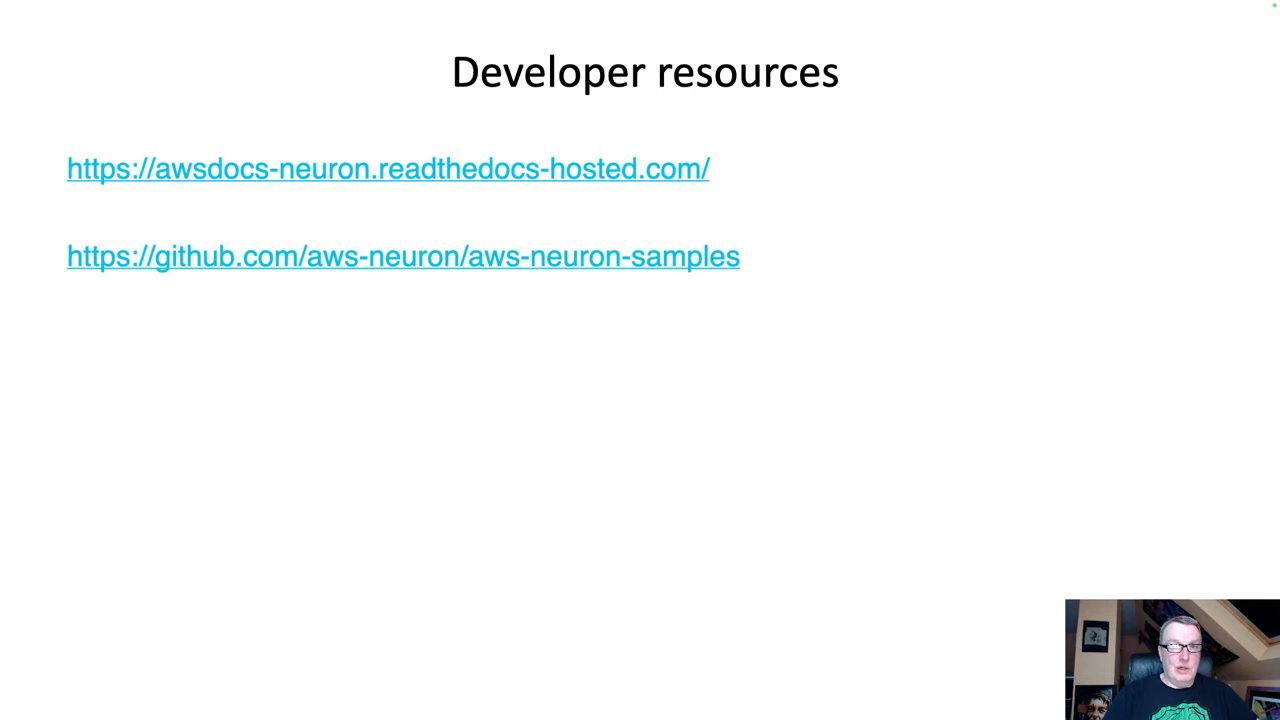 Developer resources
https://awsdocs-neuron.readthedocs-hosted.com/
https://github.com/aws-neuron/aws-neuron-samples